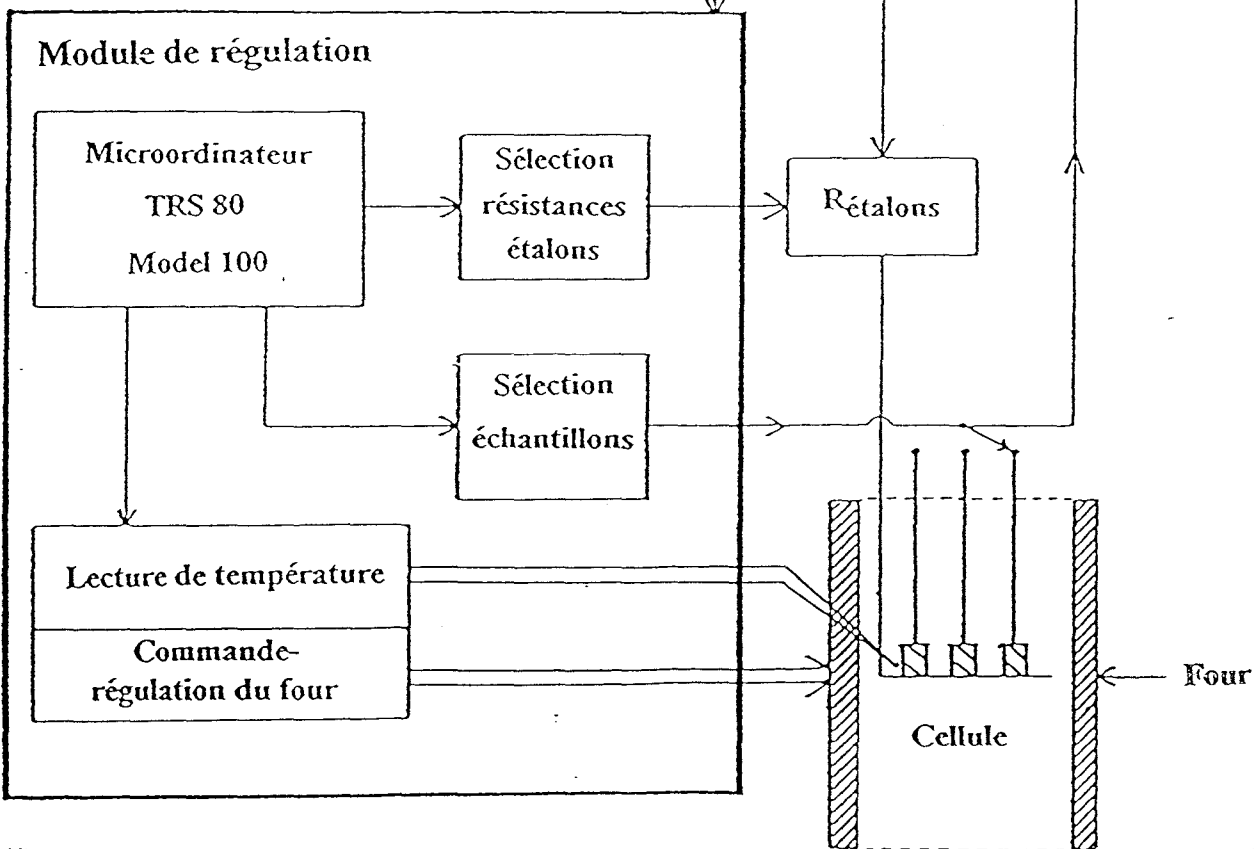 Module de régulation
Microordinateur
TRS 80
Model 100
Sélection
résistances
étalons
Rétalons
Sélection
échantillons
Lecture de température
Commande-
régulation du four
Four
Cellule